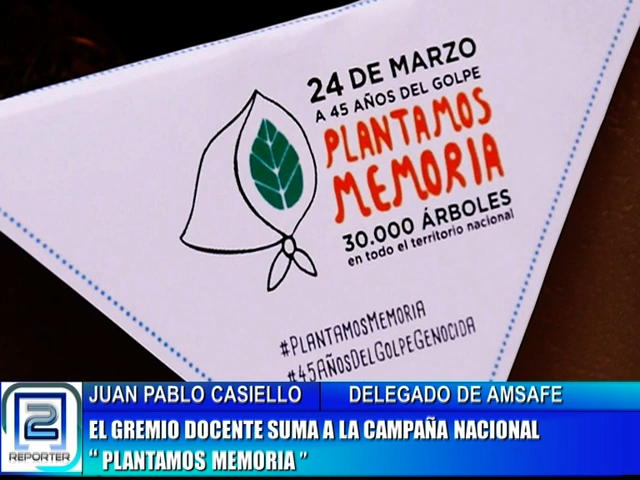 24 DE MARZO
A 45 AÑOS DEL GOLPE
PLANTAMOS
MEMORIA
30.000 ÁRBOLES
en todo el territorio nacional
#PLANTAMOSMEMORIA
#45AÑOSDELGOLPEGENOCIDA
JUAN PABLO CASIELLO DELEGADO DE AMSAFE
EL GREMIO DOCENTE SUMA A LA CAMPAÑA NACIONAL
“ PLANTAMOS MEMORIA ”
2
REPORTER